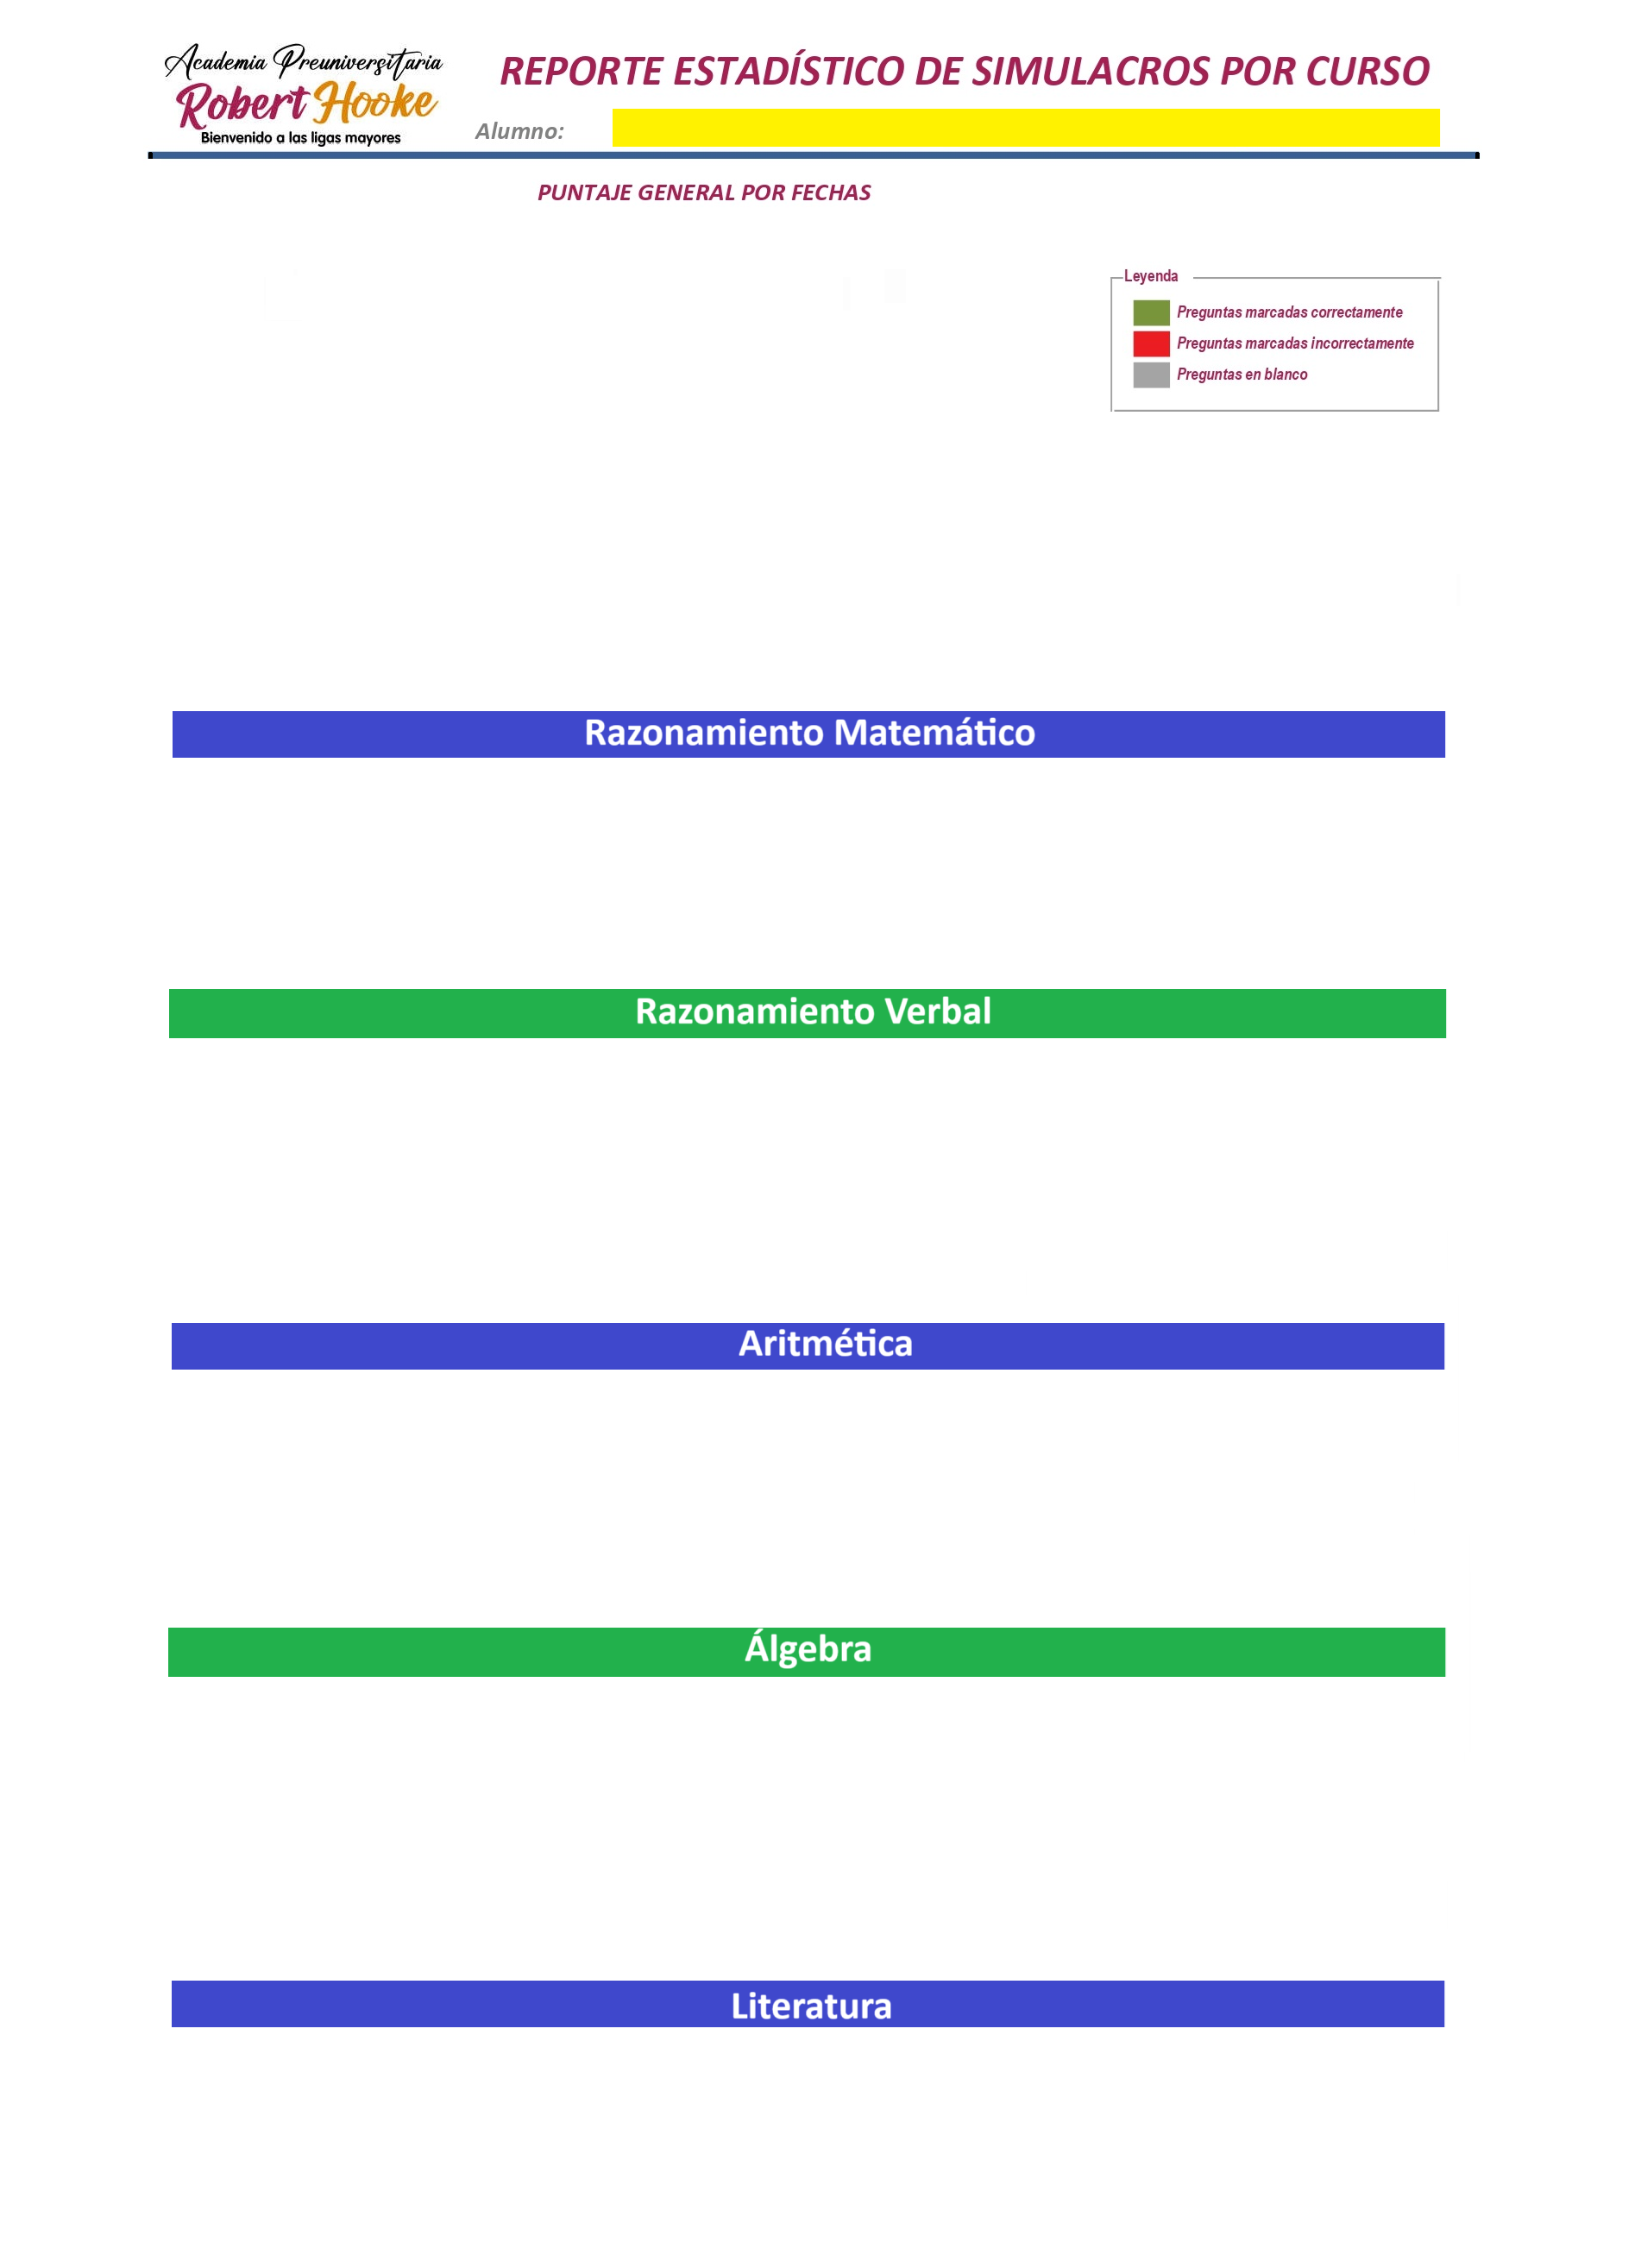 Academia Preuniversitaria
Robert Hooke
Bienvenido a las ligas mayores
REPORTE ESTADÍSTICO DE SIMULACROS POR CURSO
Alumno:
PUNTAJE GENERAL POR FECHAS
Leyenda
Preguntas marcadas correctamente
Preguntas marcadas incorrectamente
Preguntas en blanco
Razonamiento Matemático
Razonamiento Verbal
Aritmética
Álgebra
Literatura